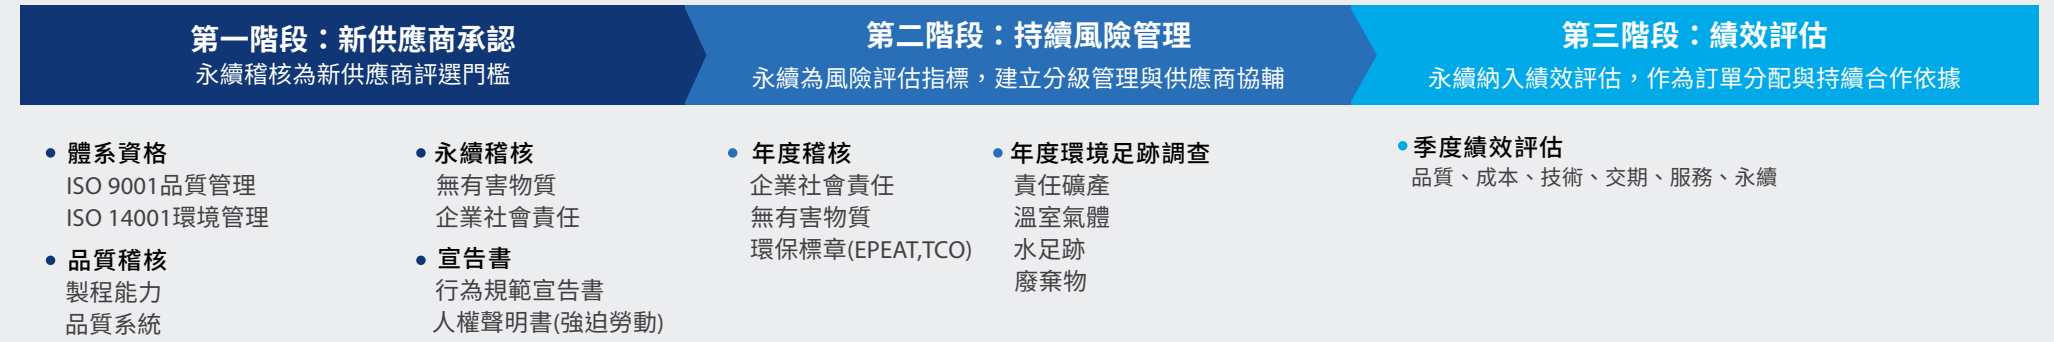 第一階段：新供應商承認
永續稽核為新供應商評選門檻
第二階段：持續風險管理
永續為風險評估指標，建立分級管理與供應商協輔
第三階段：績效評估
永續納入績效評估，作為訂單分配與持續合作依據
• 體系資格
ISO 9001品質管理
ISO 14001環境管理
• 品質稽核
製程能力
品質系統
• 永續稽核
無有害物質
企業社會責任
• 宣告書
行為規範宣告書
人權聲明書(強迫勞動)
• 年度稽核
企業社會責任
無有害物質
環保標章(EPEAT,TCO)
• 年度環境足跡調查
責任礦產
溫室氣體
水足跡
廢棄物
• 季度績效評估
品質、成本、技術、交期、服務、永續